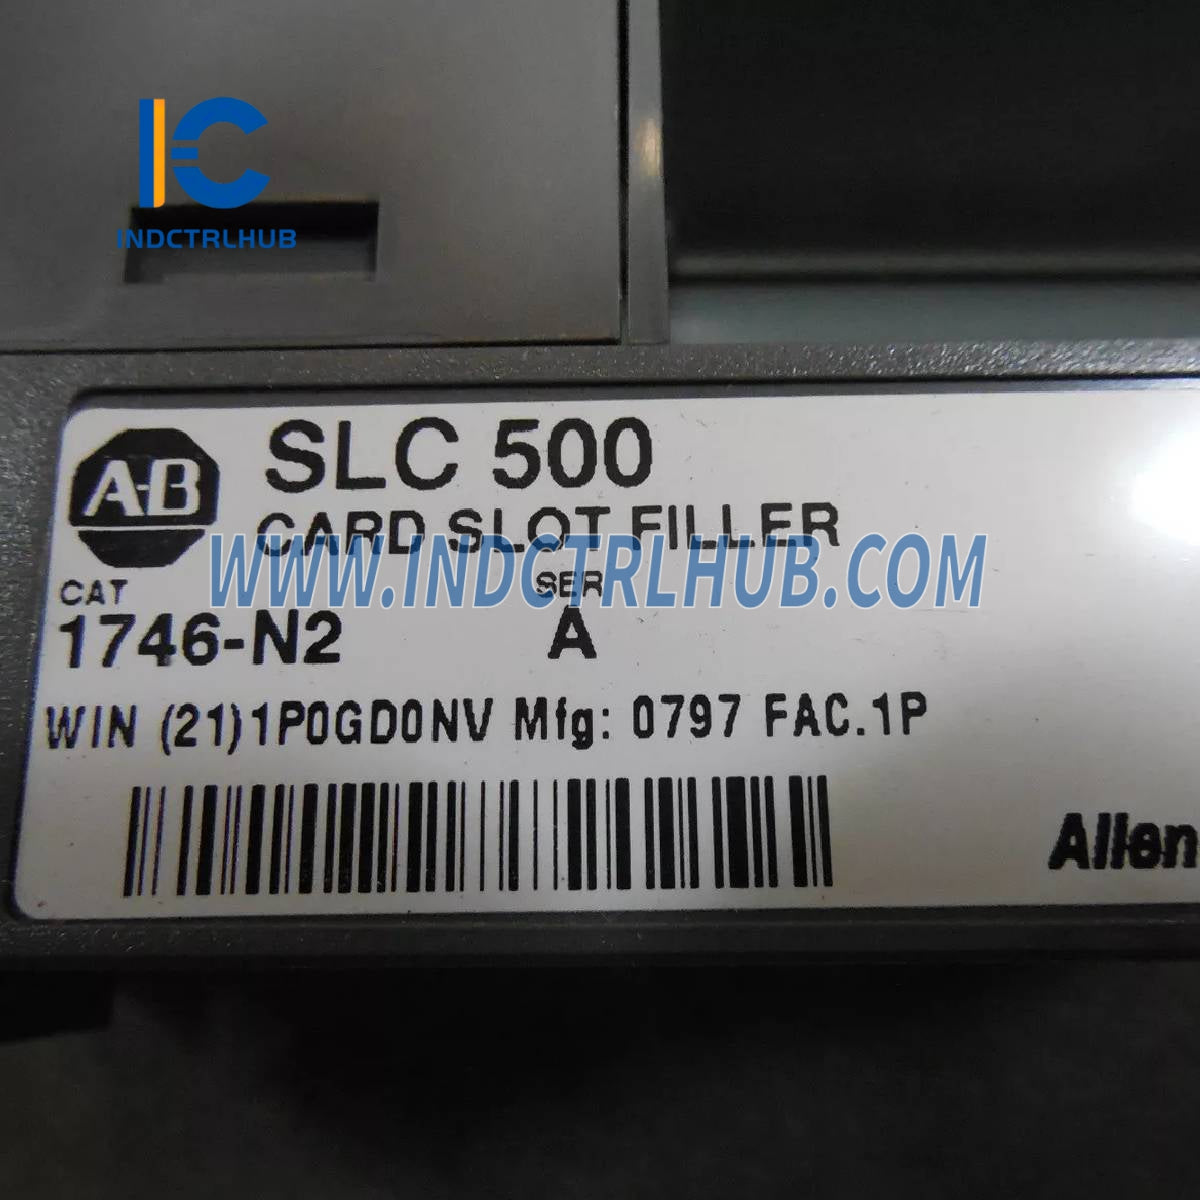 INDCTRLHUB
A-B
SLC 500
CARD SLOT FILLER
WWW.INDCTRLHUB.COM
CAT SER
1746-N2 A
WIN (21)1P0GD0NV Mfg: 0797 FAC.1P
Allen